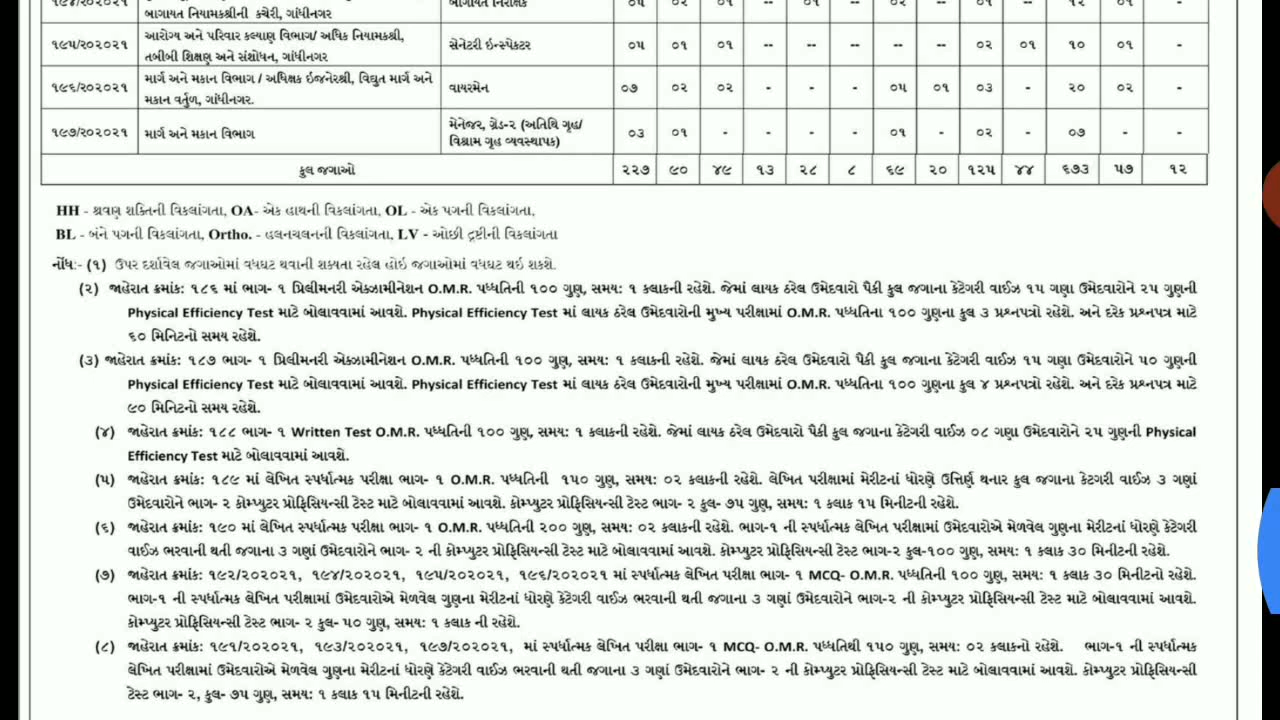 બાગાયત નિયામકશ્રીની કચેરી, ગાંધીનગર
૧૯૫/૨૦૨૦૨૧ આરોગ્ય અને પરિવાર કલ્યાણ વિભાગ/ અધિક નિયામકશ્રી, તબીબી શિક્ષણ અને સંશોધન, ગાંધીનગર સેનેટરી ઇન્સ્પેકટર ૦૫ ૦૧ ૦૧ -- -- -- -- -- ૦૨ ૦૧ ૧૦ ૦૧ -
૧૯૬/૨૦૨૦૨૧ માર્ગ અને મકાન વિભાગ / અધિક્ષક ઇજનેરશ્રી, વિદ્યુત માર્ગ અને મકાન વર્તુળ, ગાંધીનગર. વાયરમેન ૦૭ ૦૨ ૦૨ - - - ૦૫ ૦૧ ૦૩ - ૨૦ ૦૨ -
૧૯૭/૨૦૨૦૨૧ માર્ગ અને મકાન વિભાગ મેનેજર, ગ્રેડ-૨ (અતિથિ ગૃહ/ વિશ્રામ ગૃહ વ્યવસ્થાપક) ૦૩ ૦૧ - - - - ૦૧ - ૦૨ - ૦૭ - -
કુલ જગાઓ ૨૨૭ ૯૦ ૪૯ ૧૩ ૨૮ ૮ ૬૯ ૨૦ ૧૨૫ ૪૪ ૬૭૩ ૫૭ ૧૨
HH - શ્રવણ શક્તિની વિકલાંગતા, OA- એક હાથની વિકલાંગતા, OL - એક પગની વિકલાંગતા,
BL - બંને પગની વિકલાંગતા, Ortho. - હલનચલનની વિકલાંગતા, LV - ઓછી દ્રષ્ટીની વિકલાંગતા
નોંધ:- (૧) ઉપર દર્શાવેલ જગાઓમાં વધઘટ થવાની શક્યતા રહેલ હોઇ જગાઓમાં વધઘટ થઇ શકશે.
(૨) જાહેરાત ક્રમાંક: ૧૮૬ માં ભાગ- ૧ પ્રિલીમનરી એક્ઝામીનેશન O.M.R. પધ્ધતિની ૧૦૦ ગુણ, સમય: ૧ કલાકની રહેશે. જેમાં લાયક ઠરેલ ઉમેદવારો પૈકી કુલ જગાના કેટેગરી વાઈઝ ૧૫ ગણા ઉમેદવારોને ૨૫ ગુણની
Physical Efficiency Test માટે બોલાવવામાં આવશે. Physical Efficiency Test માં લાયક ઠરેલ ઉમેદવારોની મુખ્ય પરીક્ષામાં O.M.R. પધ્ધતિના ૧૦૦ ગુણના કુલ ૩ પ્રશ્નપત્રો રહેશે. અને દરેક પ્રશ્નપત્ર માટે
૬૦ મિનિટનો સમય રહેશે.
(૩) જાહેરાત ક્રમાંક: ૧૮૭ ભાગ- ૧ પ્રિલીમનરી એક્ઝામીનેશન O.M.R. પધ્ધતિની ૧૦૦ ગુણ, સમય: ૧ કલાકની રહેશે. જેમાં લાયક ઠરેલ ઉમેદવારો પૈકી કુલ જગાના કેટેગરી વાઈઝ ૧૫ ગણા ઉમેદવારોને ૫૦ ગુણની
Physical Efficiency Test માટે બોલાવવામાં આવશે. Physical Efficiency Test માં લાયક ઠરેલ ઉમેદવારોની મુખ્ય પરીક્ષામાં O.M.R. પધ્ધતિના ૧૦૦ ગુણના કુલ ૪ પ્રશ્નપત્રો રહેશે. અને દરેક પ્રશ્નપત્ર માટે
૯૦ મિનિટનો સમય રહેશે.
(૪) જાહેરાત ક્રમાંક: ૧૮૮ ભાગ- ૧ Written Test O.M.R. પધ્ધતિની ૧૦૦ ગુણ, સમય: ૧ કલાકની રહેશે. જેમાં લાયક ઠરેલ ઉમેદવારો પૈકી કુલ જગાના કેટેગરી વાઈઝ ૦૮ ગણા ઉમેદવારોને ૨૫ ગુણની Physical
Efficiency Test માટે બોલાવવામાં આવશે.
(૫) જાહેરાત ક્રમાંક: ૧૮૯ માં લેખિત સ્પર્ધાત્મક પરીક્ષા ભાગ- ૧ O.M.R. પધ્ધતિની ૧૫૦ ગુણ, સમય: ૦૨ કલાકની રહેશે. લેખિત પરીક્ષામાં મેરીટનાં ધોરણે ઉત્તિર્ણ થનાર કુલ જગાના કેટગરી વાઈઝ ૩ ગણાં
ઉમેદવારોને ભાગ- ૨ કોમ્પ્યુટર પ્રોફિસિયન્સી ટેસ્ટ માટે બોલાવવામાં આવશે. કોમ્પ્યુટર પ્રોફિસિયન્સી ટેસ્ટ ભાગ- ૨ કુલ- ૭૫ ગુણ, સમય: ૧ કલાક ૧૫ મિનીટની રહેશે.
(૬) જાહેરાત ક્રમાંક: ૧૯૦ માં લેખિત સ્પર્ધાત્મક પરીક્ષા ભાગ- ૧ O.M.R. પધ્ધતિની ૨૦૦ ગુણ, સમય: ૦૨ કલાકની રહેશે. ભાગ-૧ ની સ્પર્ધાત્મક લેખિત પરીક્ષામાં ઉમેદવારોએ મેળવેલ ગુણના મેરીટનાં ધોરણે કેટેગરી
વાઈઝ ભરવાની થતી જગાના ૩ ગણાં ઉમેદવારોને ભાગ- ૨ ની કોમ્પ્યુટર પ્રોફિસિયન્સી ટેસ્ટ માટે બોલાવવામાં આવશે. કોમ્પ્યુટર પ્રોફિસિયન્સી ટેસ્ટ ભાગ-૨ કુલ-૧૦૦ ગુણ, સમય: ૧ કલાક ૩૦ મિનીટની રહેશે.
(૭) જાહેરાત ક્રમાંક: ૧૯૨/૨૦૨૦૨૧, ૧૯૪/૨૦૨૦૨૧, ૧૯૫/૨૦૨૦૨૧, ૧૯૬/૨૦૨૦૨૧ માં સ્પર્ધાત્મક લેખિત પરીક્ષા ભાગ- ૧ MCQ- O.M.R. પધ્ધતિની ૧૦૦ ગુણ, સમય: ૧ કલાક ૩૦ મિનીટનો રહેશે.
ભાગ-૧ ની સ્પર્ધાત્મક લેખિત પરીક્ષામાં ઉમેદવારોએ મેળવેલ ગુણના મેરીટનાં ધોરણે કેટેગરી વાઈઝ ભરવાની થતી જગાના ૩ ગણાં ઉમેદવારોને ભાગ-૨ ની કોમ્પ્યુટર પ્રોફિસિયન્સી ટેસ્ટ માટે બોલાવવામાં આવશે.
કોમ્પ્યુટર પ્રોફિસિયન્સી ટેસ્ટ ભાગ- ૨ કુલ- ૫૦ ગુણ, સમય: ૧ કલાક ની રહેશે.
(૮) જાહેરાત ક્રમાંક: ૧૯૧/૨૦૨૦૨૧, ૧૯૩/૨૦૨૦૨૧, ૧૯૭/૨૦૨૦૨૧, માં સ્પર્ધાત્મક લેખિત પરીક્ષા ભાગ- ૧ MCQ- O.M.R. પધ્ધતિથી ૧૫૦ ગુણ, સમય: ૦૨ કલાકનો રહેશે. ભાગ-૧ ની સ્પર્ધાત્મક
લેખિત પરીક્ષામાં ઉમેદવારોએ મેળવેલ ગુણના મેરીટનાં ધોરણે કેટેગરી વાઈઝ ભરવાની થતી જગાના ૩ ગણાં ઉમેદવારોને ભાગ- ૨ ની કોમ્પ્યુટર પ્રોફિસિયન્સી ટેસ્ટ માટે બોલાવવામાં આવશે. કોમ્પ્યુટર પ્રોફિસિયન્સી
ટેસ્ટ ભાગ- ૨, કુલ- ૭૫ ગુણ, સમય: ૧ કલાક ૧૫ મિનીટની રહેશે.